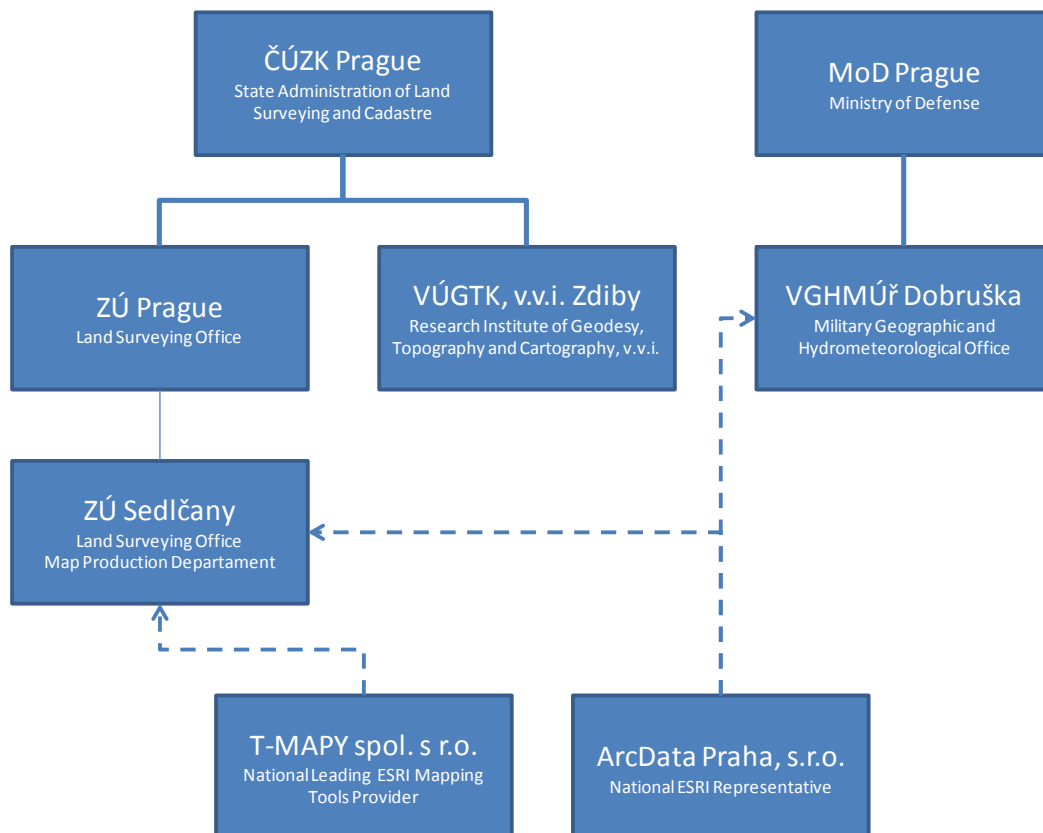 ČÚZK Prague
State Administration of Land
Surveying and Cadastre
MoD Prague
Ministry of Defense
ZÚ Prague
Land Surveying Office
VÚGTK, v.v.i. Zdiby
Research Institute of Geodesy,
Topography and Cartography, v.v.i.
VGHMÚř Dobruška
Military Geographic and
Hydrometeorological Office
ZÚ Sedlčany
Land Surveying Office
Map Production Departament
T-MAPY spol. s r.o.
National Leading ESRI Mapping
Tools Provider
ArcData Praha, s.r.o.
National ESRI Representative